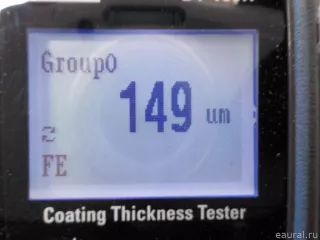 Group0
149 um
FE
Coating Thickness Tester
eaural.ru